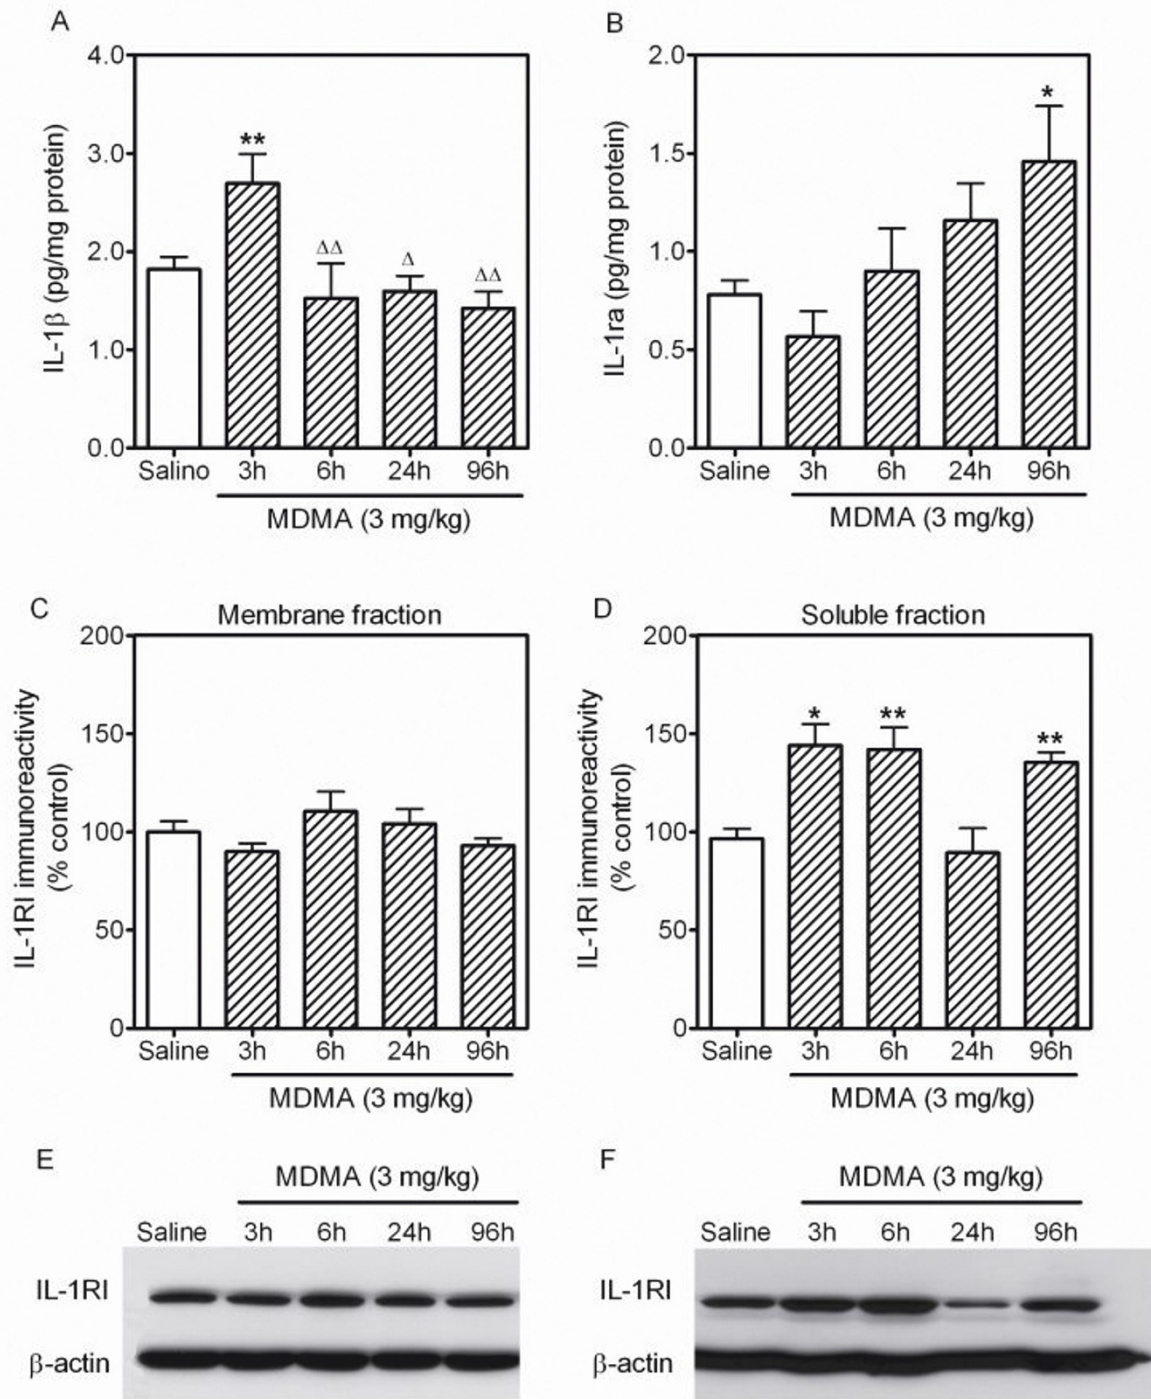 A
4.0
3.0
2.0
1.0
0.0
IL-1β (pg/mg protein)
**
ΔΔ
Δ
ΔΔ
Salino 3h 6h 24h 96h
MDMA (3 mg/kg)
B
2.0
1.5
1.0
0.5
0.0
IL-1ra (pg/mg protein)
*
Saline 3h 6h 24h 96h
MDMA (3 mg/kg)
C
Membrane fraction
200
150
100
50
0
IL-1RI immunoreactivity
(% control)
Saline 3h 6h 24h 96h
MDMA (3 mg/kg)
D
Soluble fraction
200
150
100
50
0
IL-1RI immunoreactivity
(% control)
*
**
**
Saline 3h 6h 24h 96h
MDMA (3 mg/kg)
E
MDMA (3 mg/kg)
Saline 3h 6h 24h 96h
IL-1RI
β-actin
F
MDMA (3 mg/kg)
Saline 3h 6h 24h 96h
IL-1RI
β-actin